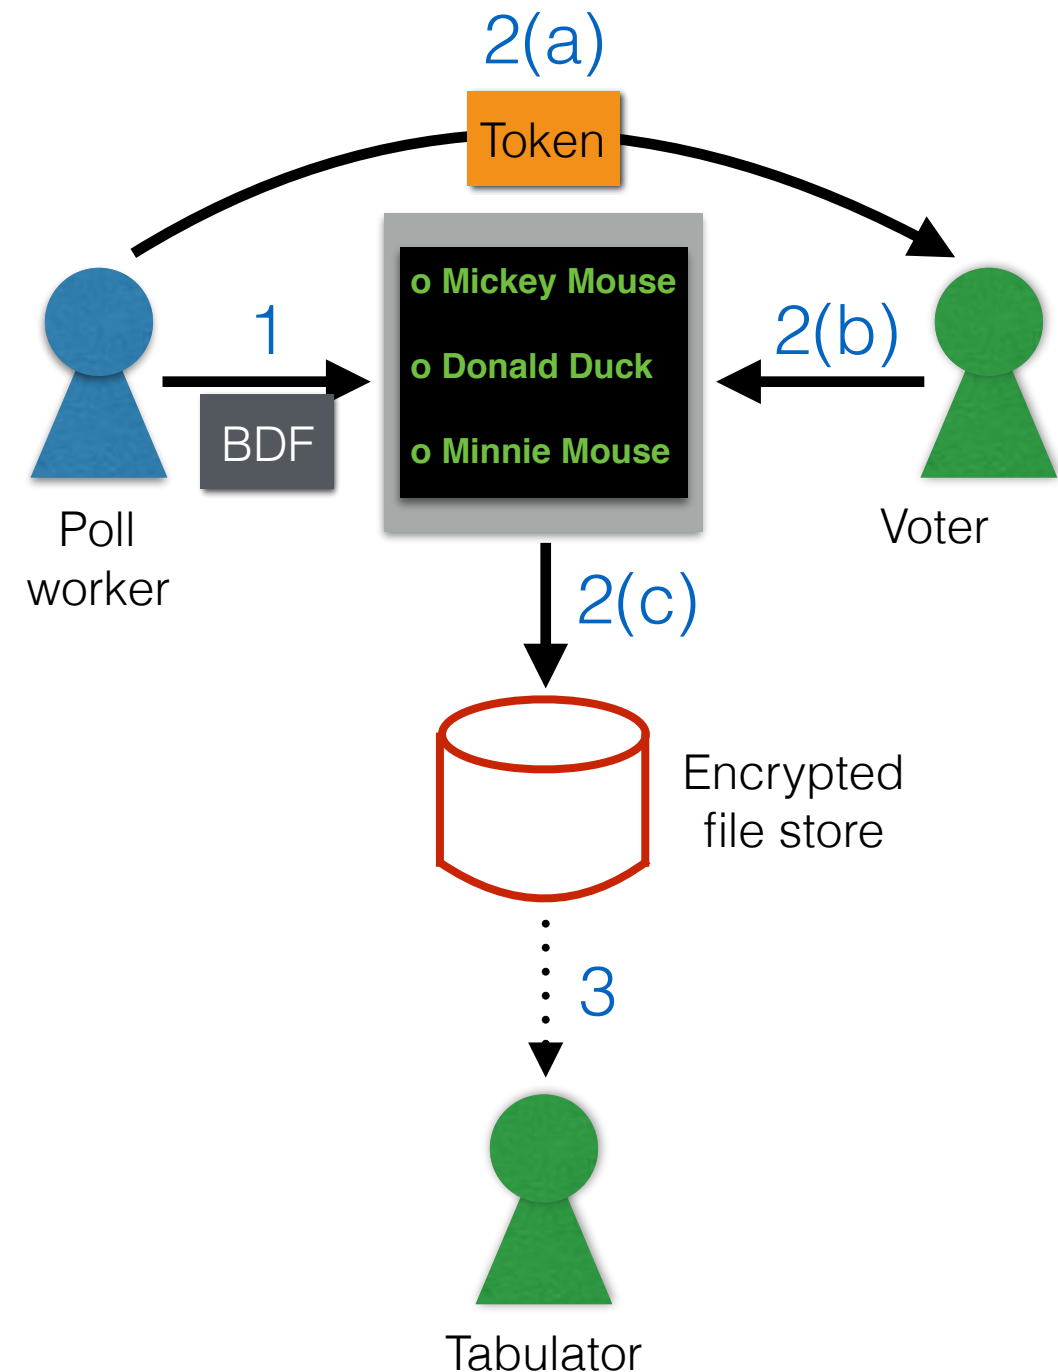 2(a)
Token
o Mickey Mouse
o Donald Duck
o Minnie Mouse
1
BDF
2(b)
Poll
worker
Voter
2(c)
Encrypted
file store
3
Tabulator